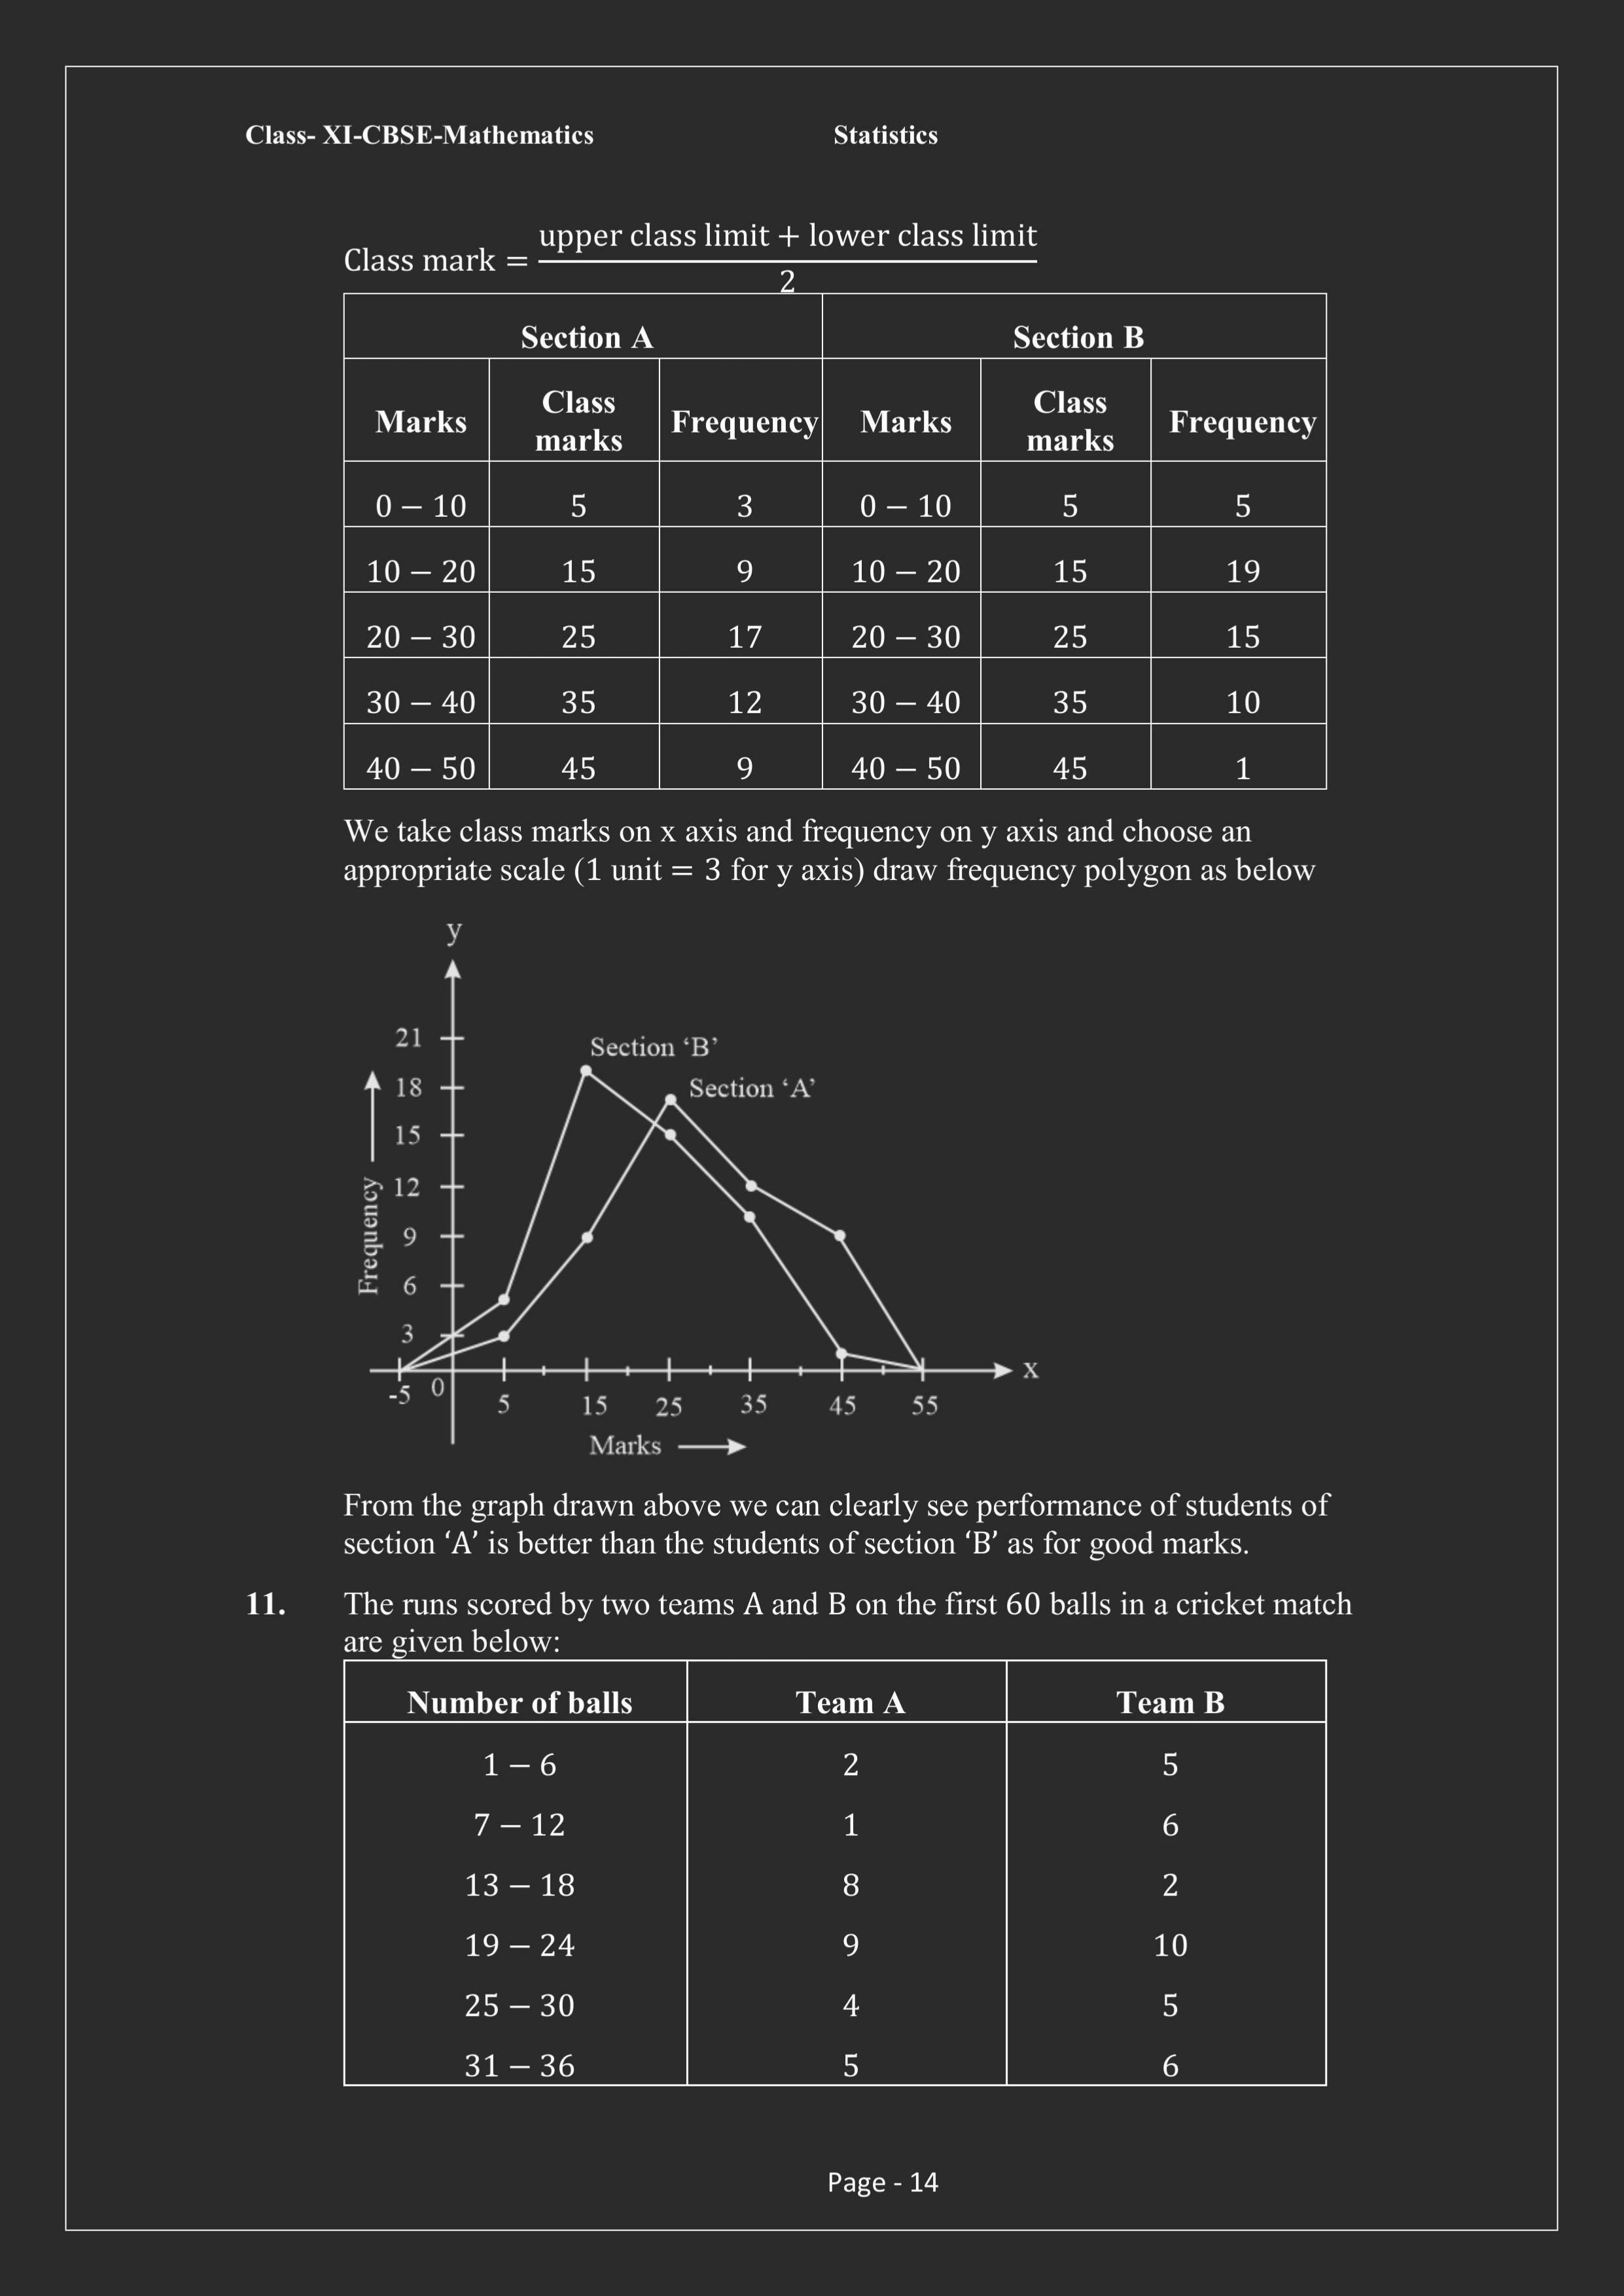 Class- XI-CBSE-Mathematics Statistics
Class mark = upper class limit + lower class limit / 2
Section A Section B
Marks Class marks Frequency Marks Class marks Frequency
0 – 10 5 3 0 – 10 5 5
10 – 20 15 9 10 – 20 15 19
20 – 30 25 17 20 – 30 25 15
30 – 40 35 12 30 – 40 35 10
40 – 50 45 9 40 – 50 45 1
We take class marks on x axis and frequency on y axis and choose an
appropriate scale (1 unit = 3 for y axis) draw frequency polygon as below
y
21
18
15
12
9
6
3
Frequency
Section ‘B’
Section ‘A’
x
-5 0 5 15 25 35 45 55
Marks
From the graph drawn above we can clearly see performance of students of
section ‘A’ is better than the students of section ‘B’ as for good marks.
11. The runs scored by two teams A and B on the first 60 balls in a cricket match
are given below:
Number of balls Team A Team B
1 – 6 2 5
7 – 12 1 6
13 – 18 8 2
19 – 24 9 10
25 – 30 4 5
31 – 36 5 6
Page - 14